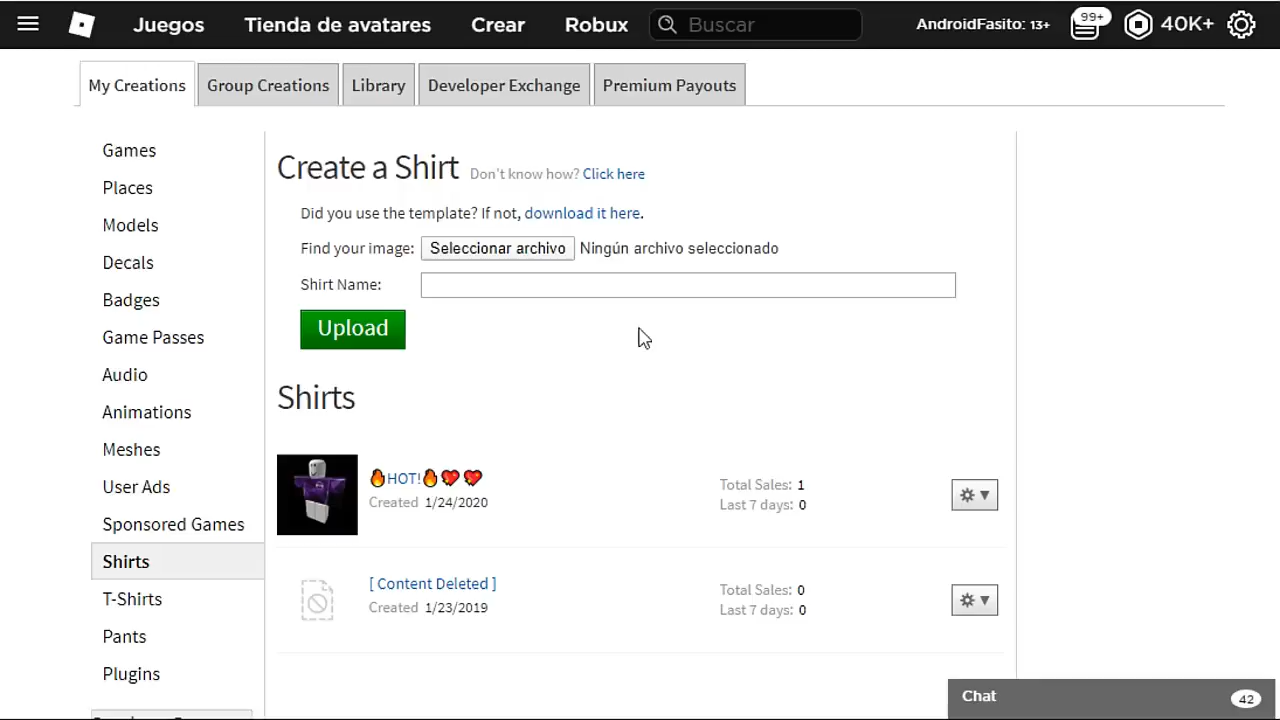 Juegos Tienda de avatares Crear Robux Buscar AndroidFasito: 13+ 99+ 40K+
My Creations Group Creations Library Developer Exchange Premium Payouts
Games
Places
Models
Decals
Badges
Game Passes
Audio
Animations
Meshes
User Ads
Sponsored Games
Shirts
T-Shirts
Pants
Plugins
Create a Shirt Don't know how? Click here
Did you use the template? If not, download it here.
Find your image: Seleccionar archivo Ningún archivo seleccionado
Shirt Name:
Upload
Shirts
🔥HOT!🔥💖💖
Created 1/24/2020
Total Sales: 1
Last 7 days: 0
[ Content Deleted ]
Created 1/23/2019
Total Sales: 0
Last 7 days: 0
Chat 42